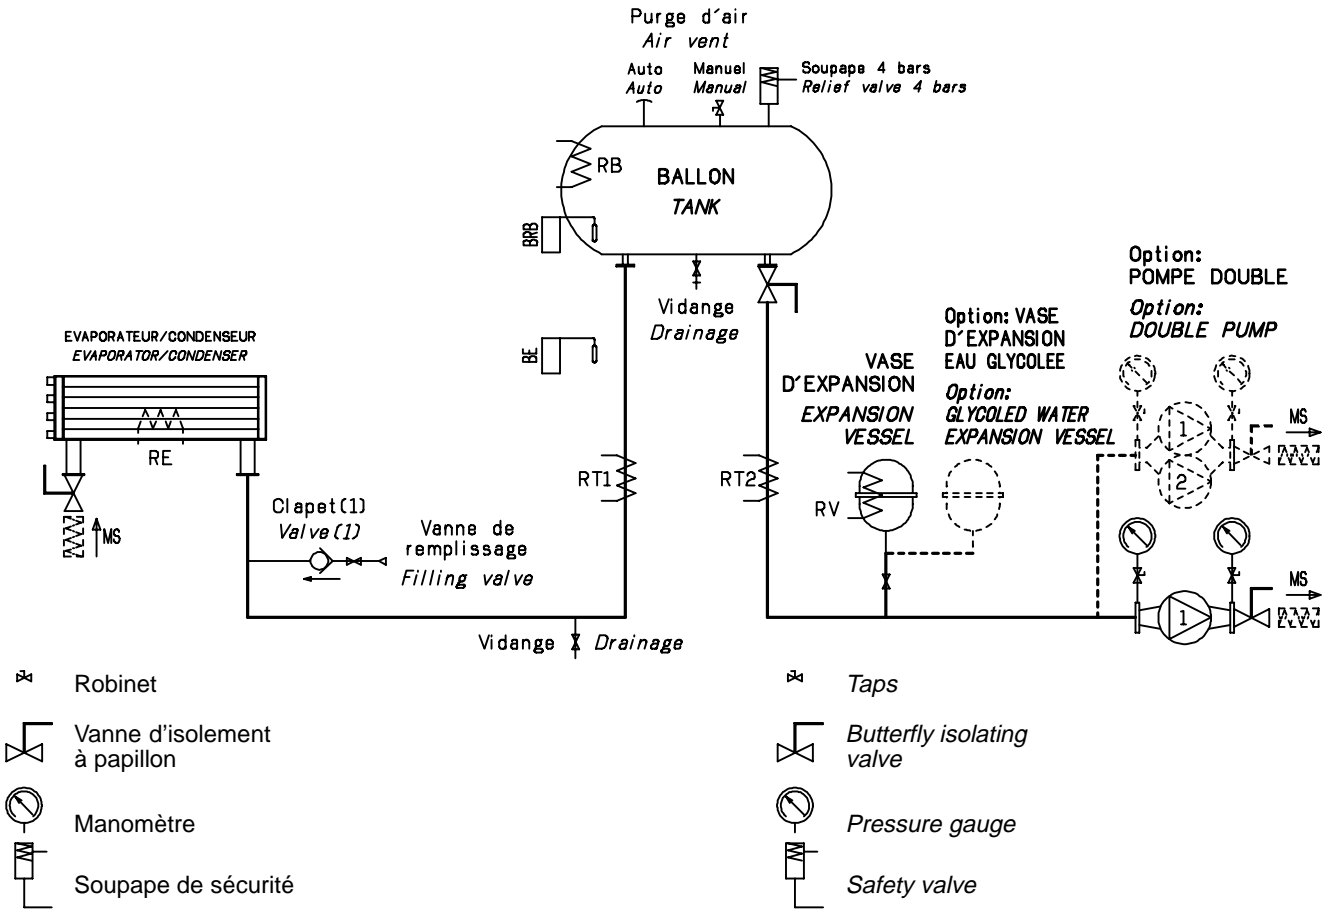 Purge d´air
Air vent
Auto
Auto
Manuel
Manual
Soupape 4 bars
Relief valve 4 bars
RB
BALLON
TANK
BRB
Vidange
Drainage
BE
EVAPORATEUR/CONDENSEUR
EVAPORATOR/CONDENSER
RE
MS
Clapet(1)
Valve(1)
Vanne de
remplissage
Filling valve
RT1
RT2
Vidange
Drainage
VASE
D´EXPANSION
EXPANSION
VESSEL
RV
Option: VASE
D´EXPANSION
EAU GLYCOLEE
Option:
GLYCOLED WATER
EXPANSION VESSEL
Option:
POMPE DOUBLE
Option:
DOUBLE PUMP
1
2
MS
1
MS
Robinet
Vanne d'isolement
à papillon
Manomètre
Soupape de sécurité
Taps
Butterfly isolating
valve
Pressure gauge
Safety valve